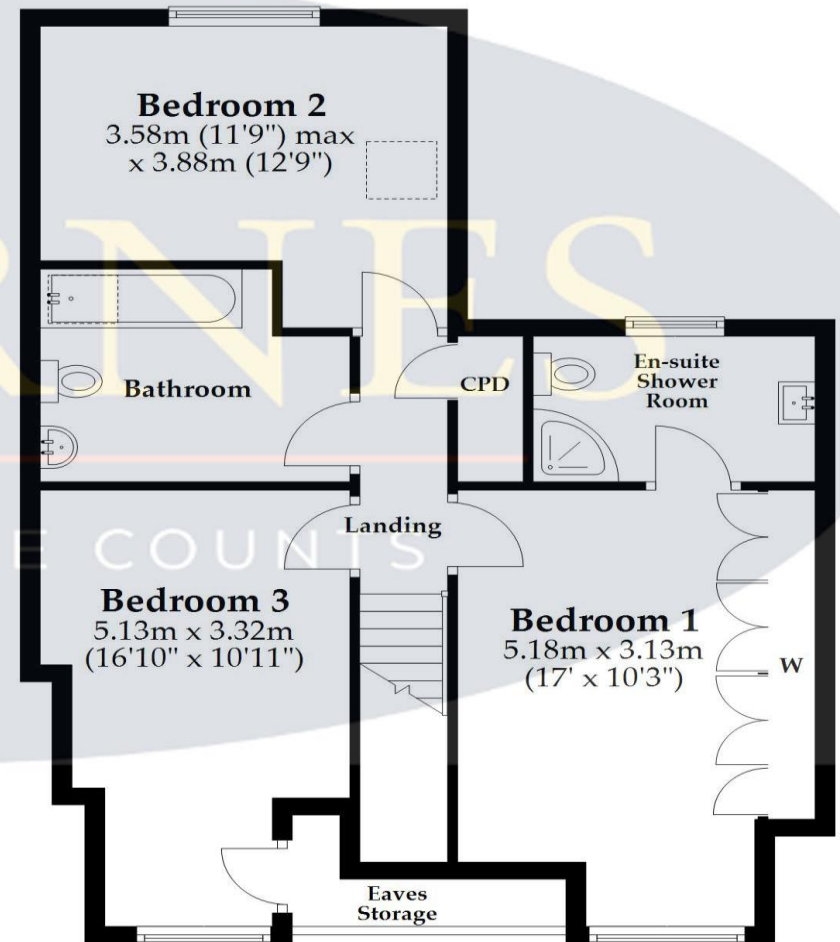 Bedroom 2
3.58m (11'9") max
x 3.88m (12'9")
RNES
Bathroom
CPD
En-suite
Shower
Room
Landing
E COUNTS
Bedroom 3
5.13m x 3.32m
(16'10" x 10'11")
Bedroom 1
5.18m x 3.13m
(17' x 10'3")
W
Eaves
Storage